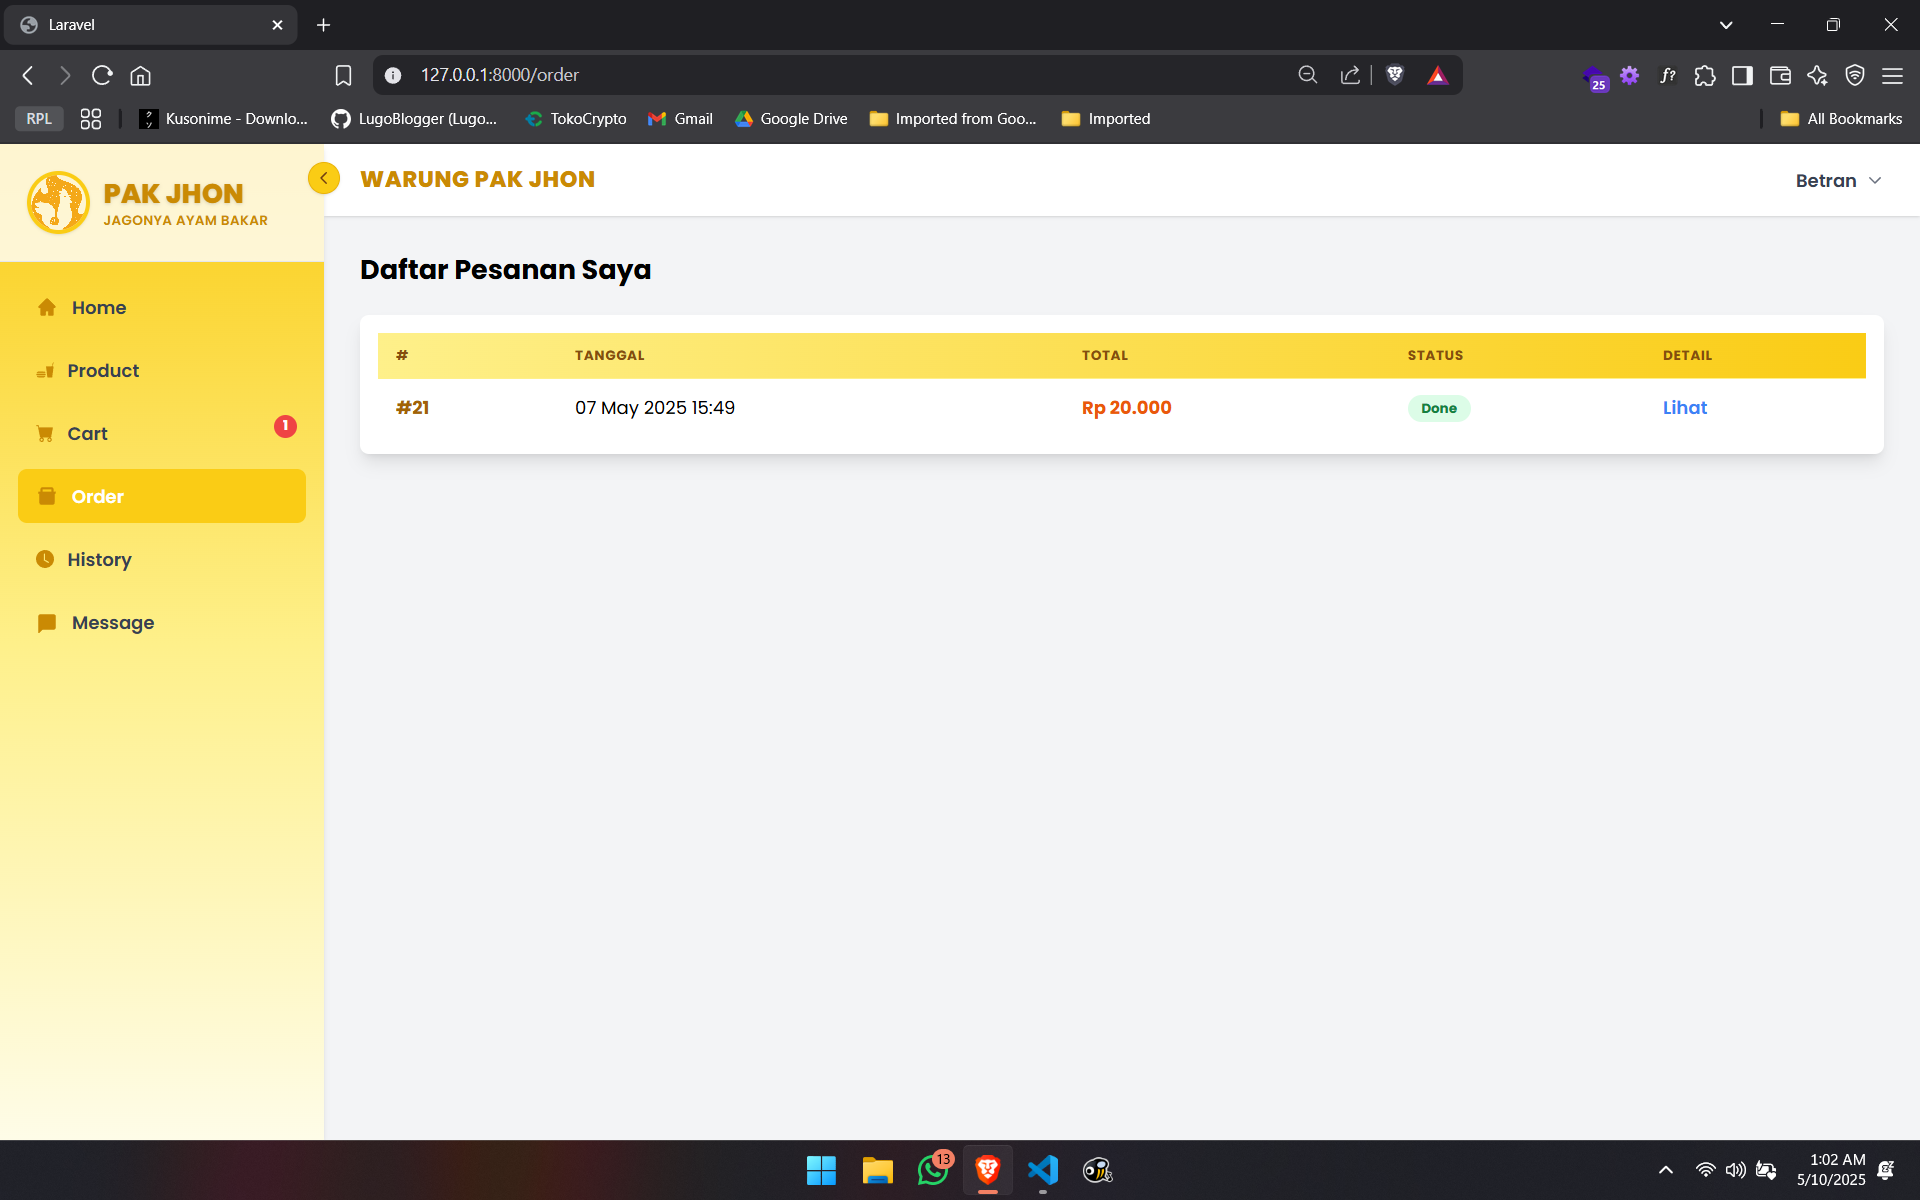 Laravel
127.0.0.1:8000/order
25
f?
RPL
Kusonime - Downlo...
LugoBlogger (Lugo...
TokoCrypto
Gmail
Google Drive
Imported from Goo...
Imported
All Bookmarks
PAK JHON
JAGONYA AYAM BAKAR
WARUNG PAK JHON
Betran
Home
Product
Cart
1
Order
History
Message
Daftar Pesanan Saya
# TANGGAL TOTAL STATUS DETAIL
#21 07 May 2025 15:49 Rp 20.000 Done Lihat
13
1:02 AM
5/10/2025